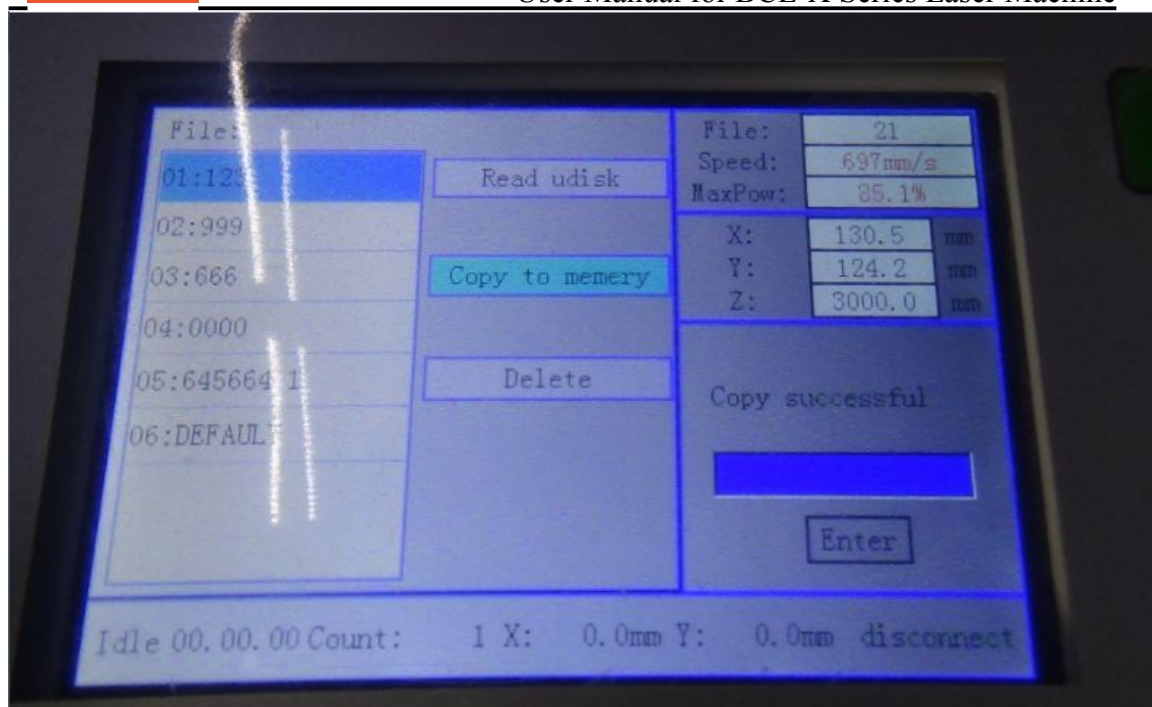 User Manual for DCL-A Series Laser Machine
File:
01:123
02:999
03:666
04:0000
05:645664 1
06:DEFAULT
Read udisk
Copy to memery
Delete
File: 21
Speed: 697mm/s
MaxPow: 85.1%
X: 130.5 mm
Y: 124.2 mm
Z: 3000.0 mm
Copy successful
Enter
Idle 00.00.00 Count: 1 X: 0.0mm Y: 0.0mm disconnect